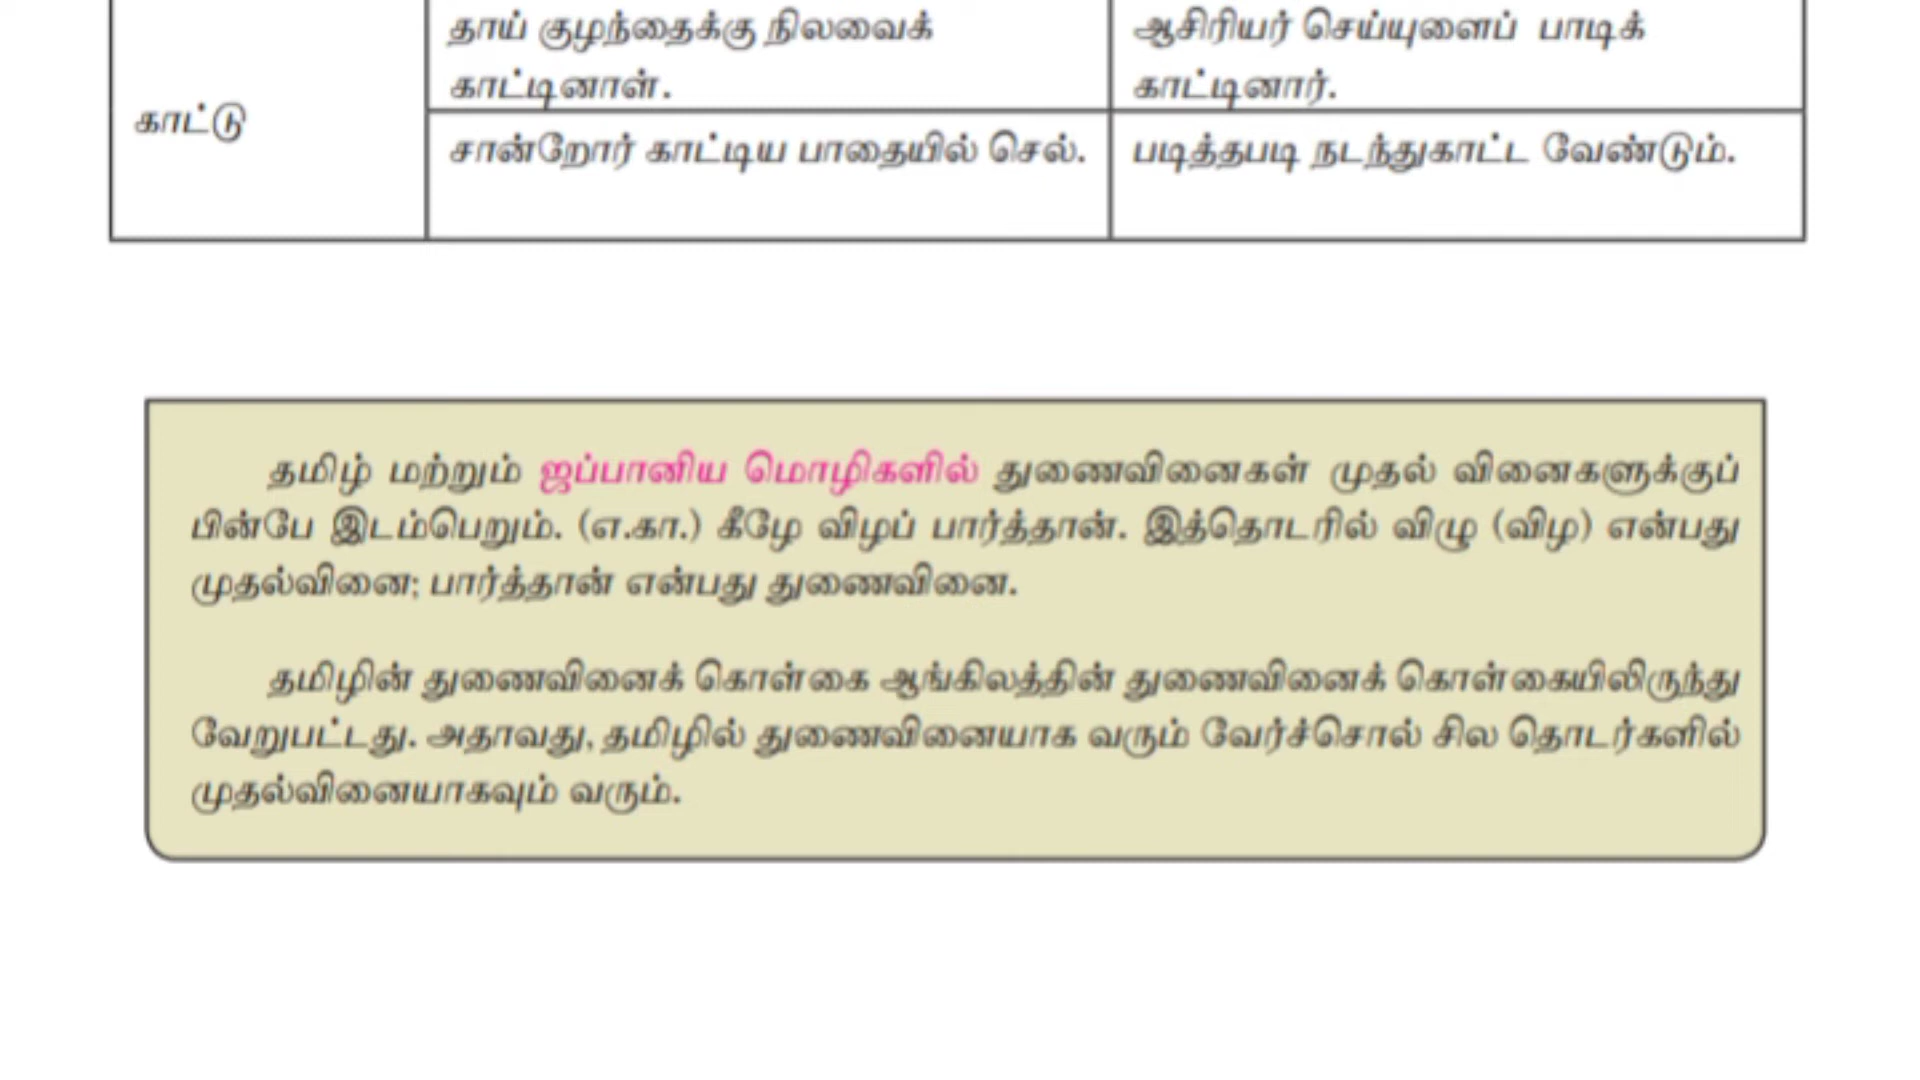 தாய் குழந்தைக்கு நிலவைக்
காட்டினாள்.
ஆசிரியர் செய்யுளைப் பாடிக்
காட்டினார்.
காட்டு
சான்றோர் காட்டிய பாதையில் செல்.
படித்தபடி நடந்துகாட்ட வேண்டும்.
தமிழ் மற்றும் ஜப்பானிய மொழிகளில் துணைவினைகள் முதல் வினைகளுக்குப்
பின்பே இடம்பெறும். (எ.கா.) கீழே விழப் பார்த்தான். இத்தொடரில் விழு (விழ) என்பது
முதல்வினை; பார்த்தான் என்பது துணைவினை.
தமிழின் துணைவினைக் கொள்கை ஆங்கிலத்தின் துணைவினைக் கொள்கையிலிருந்து
வேறுபட்டது. அதாவது, தமிழில் துணைவினையாக வரும் வேர்ச்சொல் சில தொடர்களில்
முதல்வினையாகவும் வரும்.